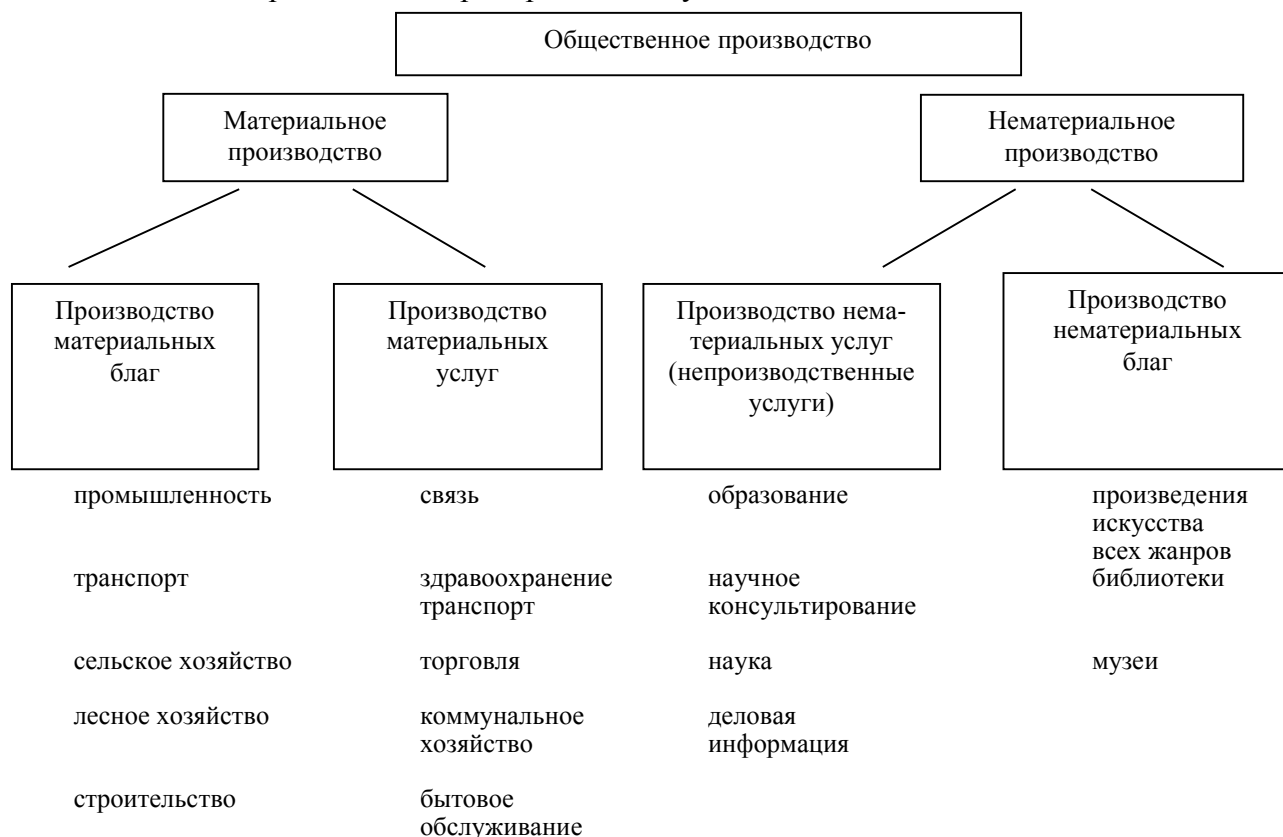 Общественное производство
Материальное
производство
Нематериальное
производство
Производство
материальных
благ
Производство
материальных
услуг
Производство нема-
териальных услуг
(непроизводственные
услуги)
Производство
нематериальных
благ
промышленность
транспорт
сельское хозяйство
лесное хозяйство
строительство
связь
здравоохранение
транспорт
торговля
коммунальное
хозяйство
бытовое
обслуживание
образование
научное
консультирование
наука
деловая
информация
произведения
искусства
всех жанров
библиотеки
музеи